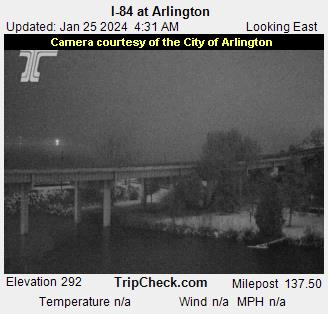 I-84 at Arlington
Updated: Jan 25 2024 4:31 AM Looking East
Camera courtesy of the City of Arlington
Elevation 292 TripCheck.com Milepost 137.50
Temperature n/a Wind n/a MPH n/a